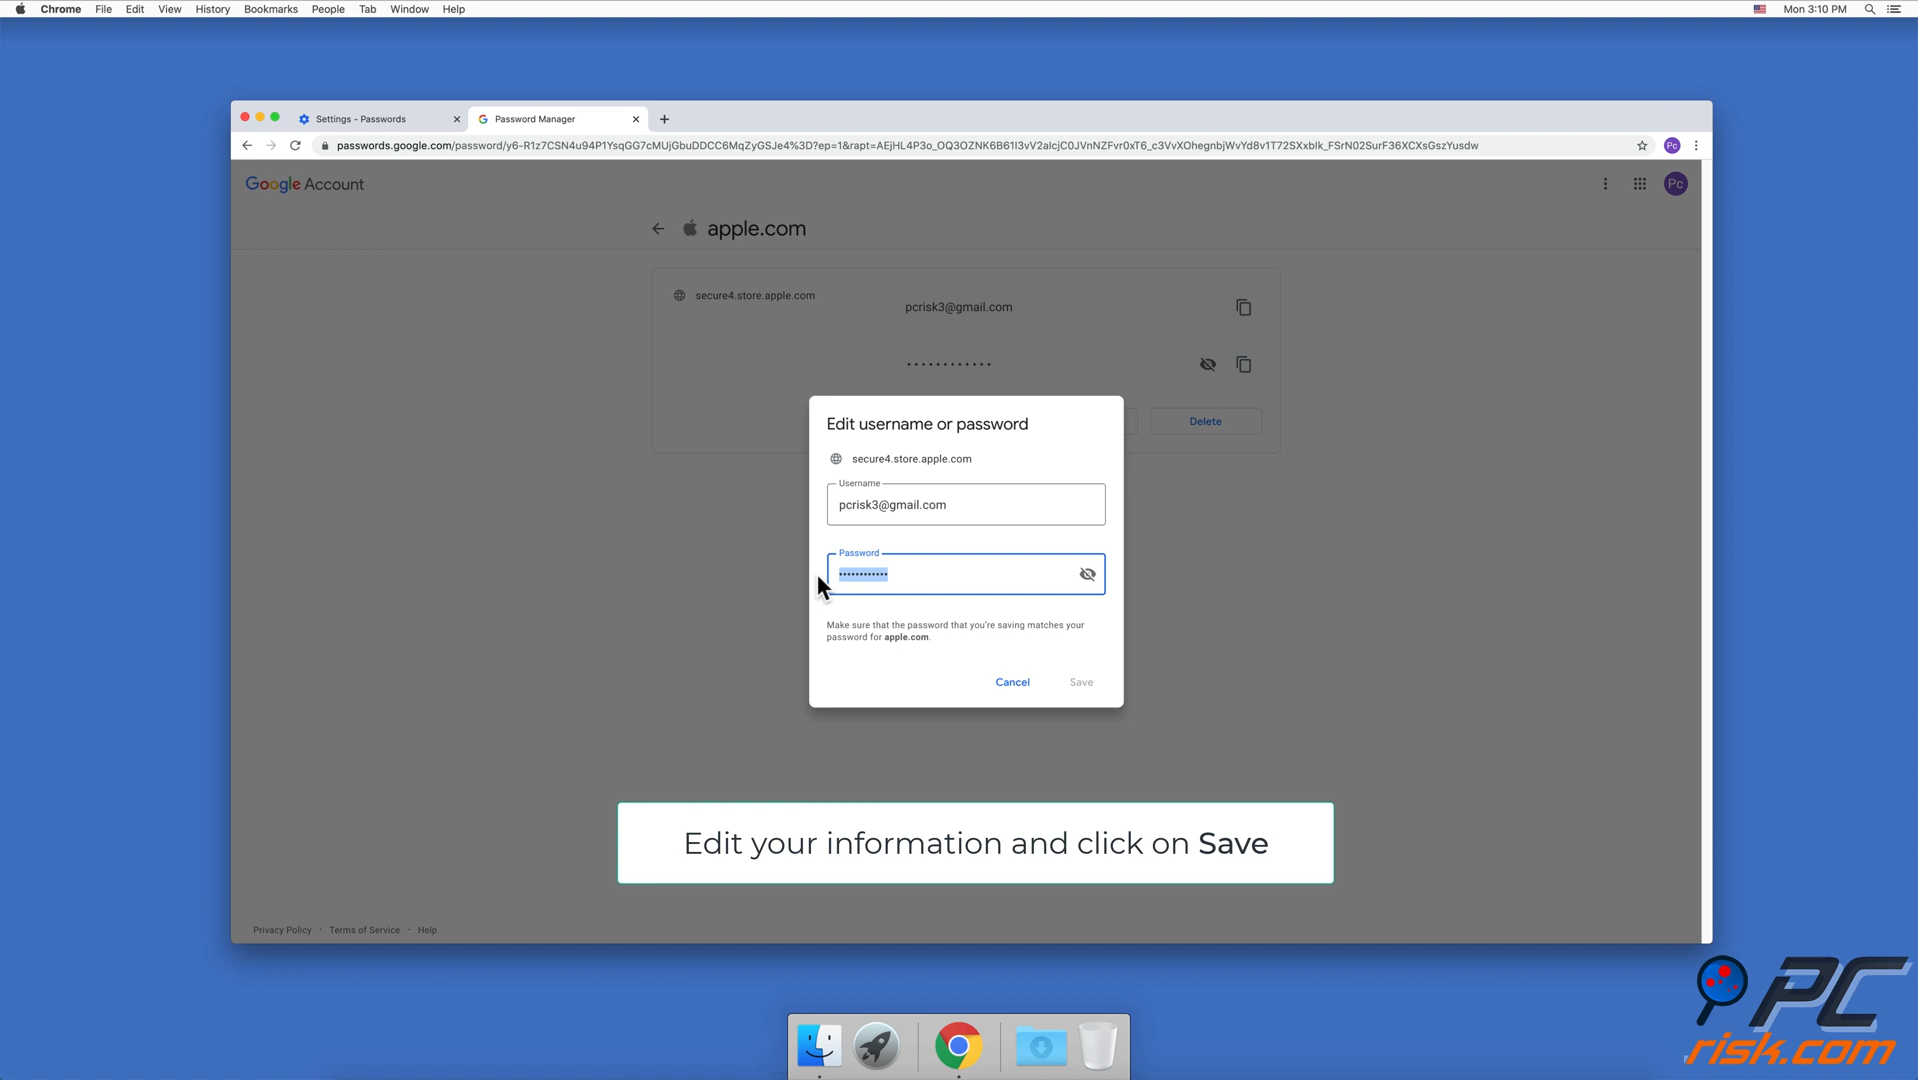 Chrome File Edit View History Bookmarks People Tab Window Help
Mon 3:10 PM
Settings - Passwords
Password Manager
passwords.google.com/password/y6-R1z7CSN4u94P1YsqGG7cMUjGbuDDCC6MqZyGSJe4%3D?ep=1&rapt=AEjHL4P3o_OQ3OZNK6B61I3vV2alcjC0JVnNZFvr0xT6_c3VvXOhegnbjWvYd8v1T72SXxbIk_FSrN02SurF36XCXsGszYusdw
Pc
Google Account
Pc
apple.com
secure4.store.apple.com
pcrisk3@gmail.com
Delete
Edit username or password
secure4.store.apple.com
Username
pcrisk3@gmail.com
Password
Make sure that the password that you're saving matches your
password for apple.com.
Cancel Save
Edit your information and click on Save
Privacy Policy · Terms of Service · Help
PC
risk.com